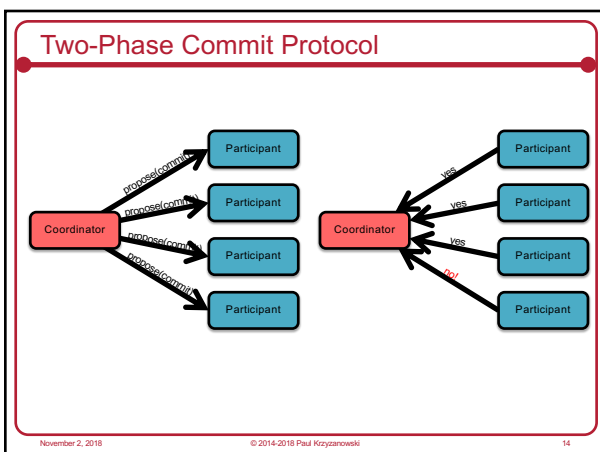 Two-Phase Commit Protocol
Participant
Participant
Participant
Participant
Coordinator
propose(commit)
propose(commit)
propose(commit)
propose(commit)
Participant
Participant
Participant
Participant
Coordinator
yes
yes
yes
no!
November 2, 2018
© 2014-2018 Paul Krzyzanowski
14